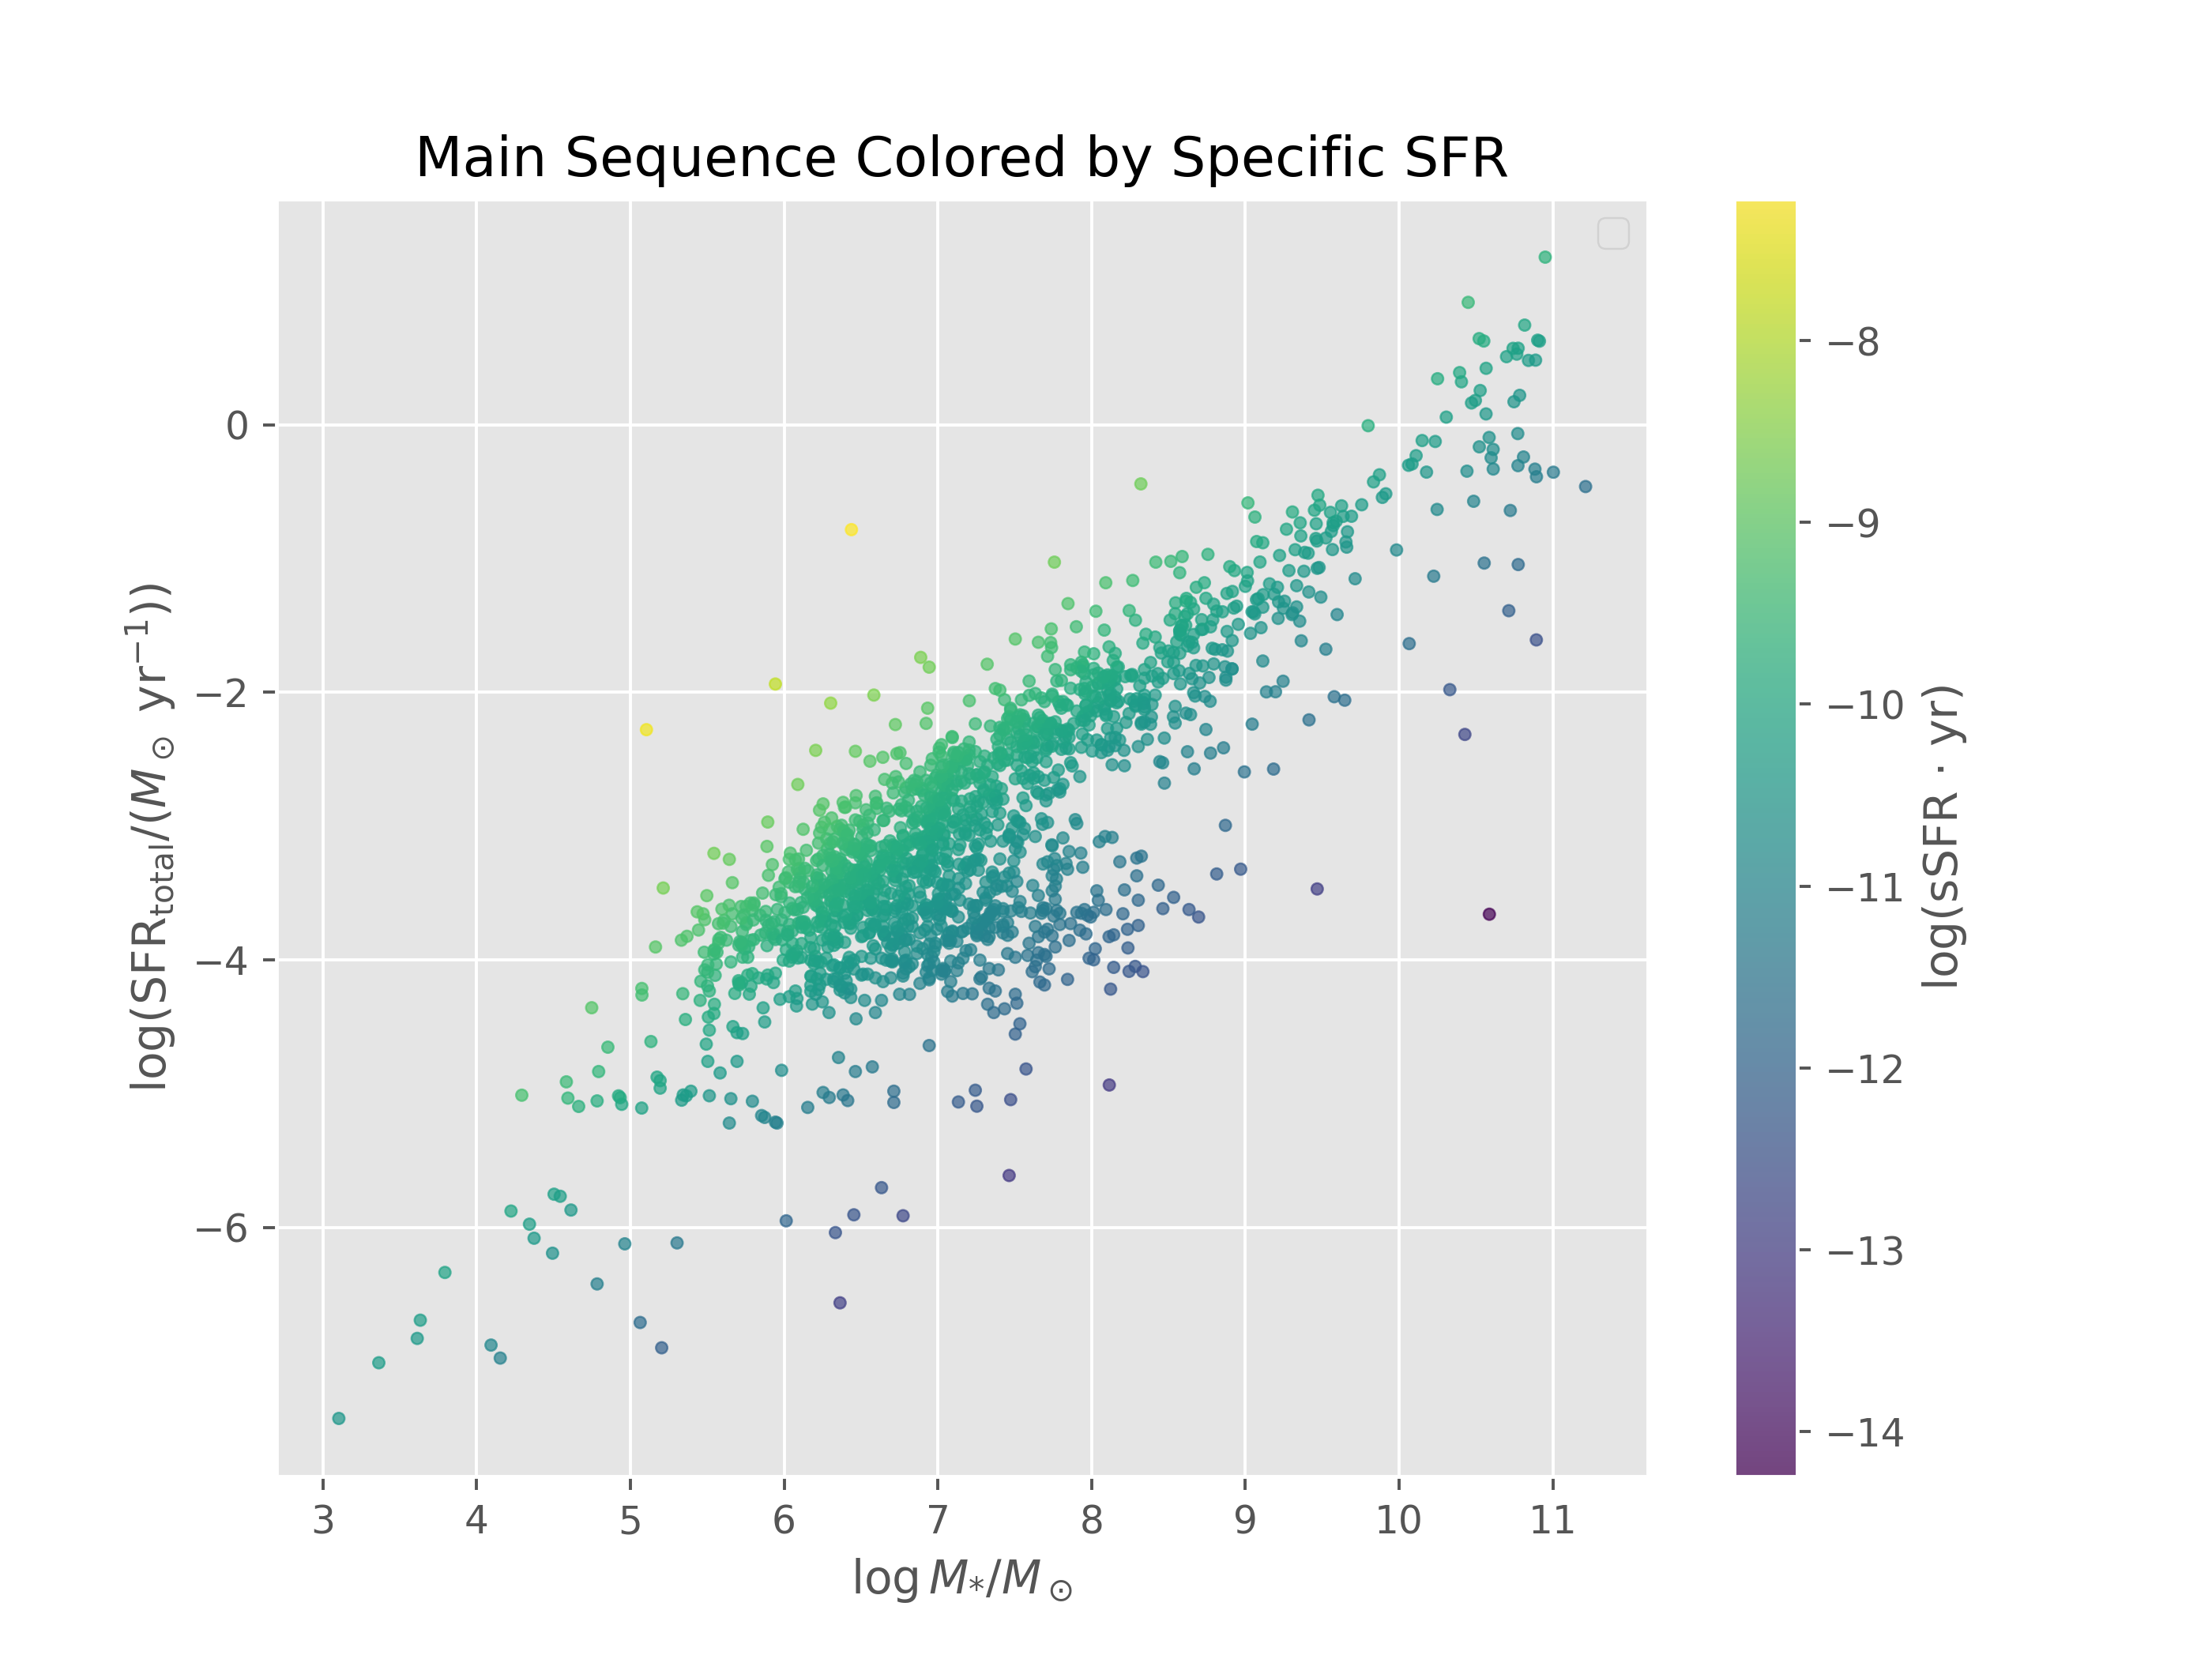 Main Sequence Colored by Specific SFR
log(SFR_total/(M_⊙ yr⁻¹))
0
−2
−4
−6
3 4 5 6 7 8 9 10 11
log M_*/M_⊙
−8
−9
−10
−11
−12
−13
−14
log(sSFR · yr)